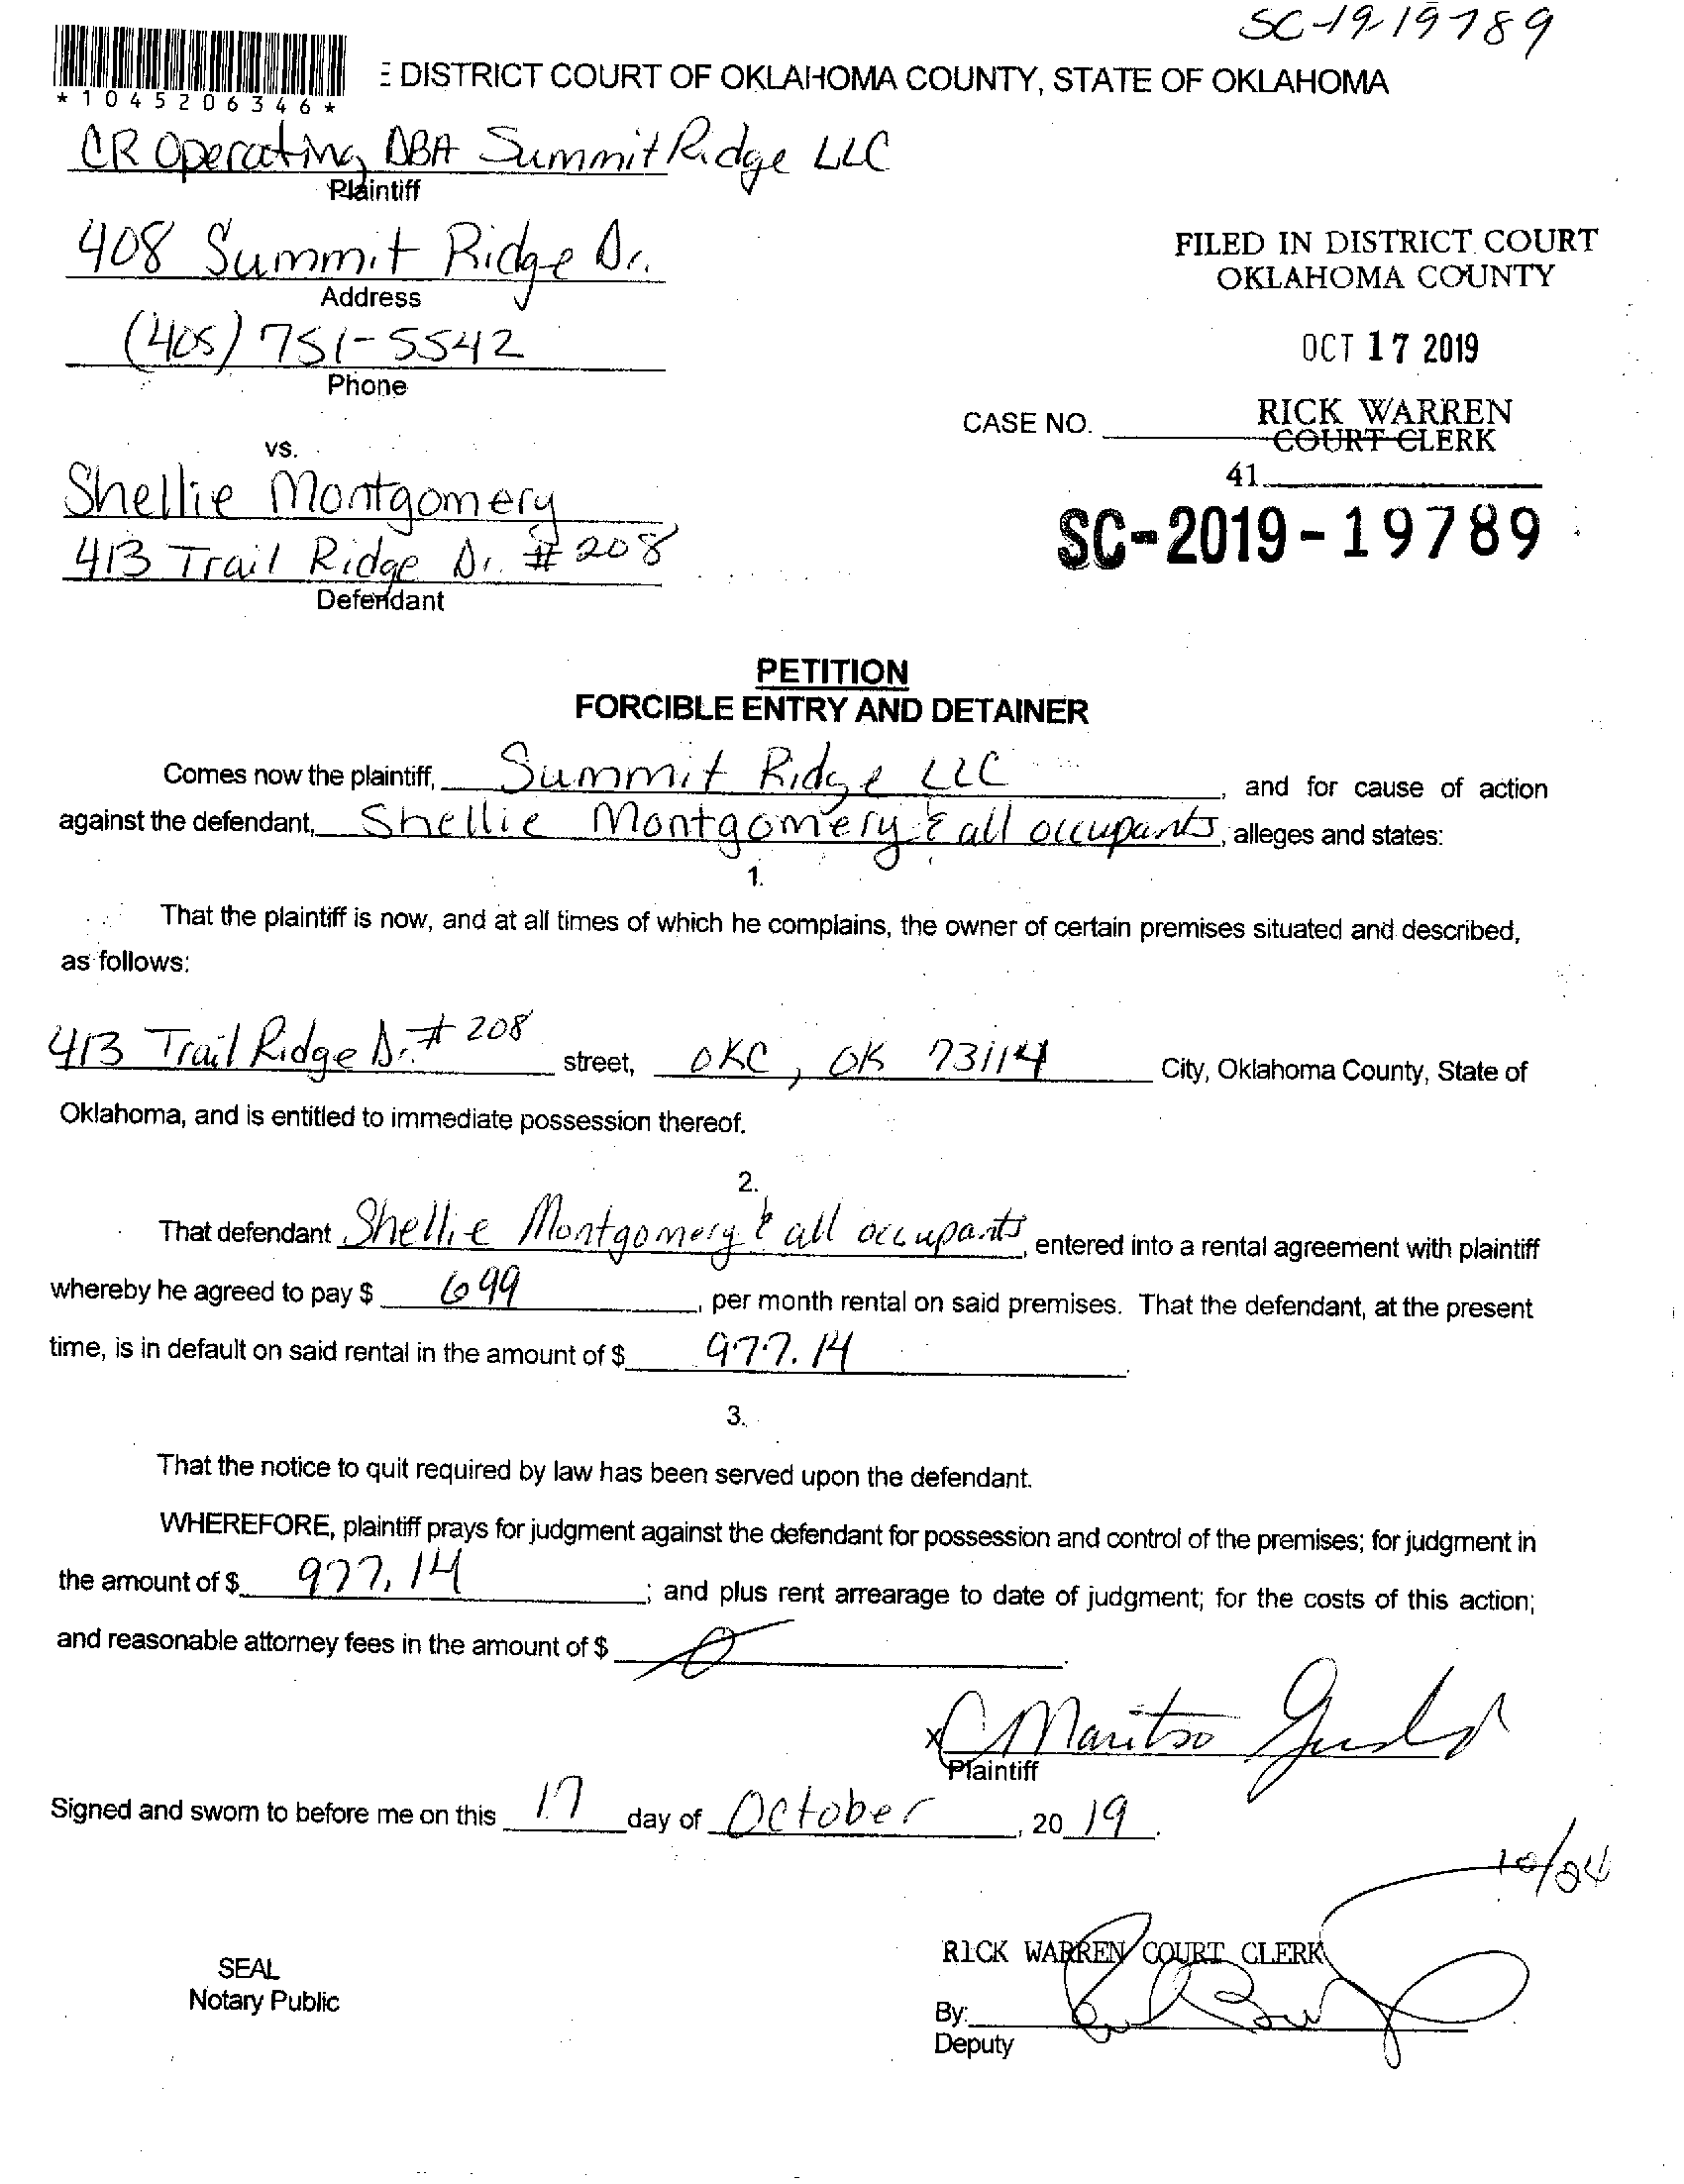 SC-19-19789
*1045206346*
E DISTRICT COURT OF OKLAHOMA COUNTY, STATE OF OKLAHOMA
CR Operating DBA Summit Ridge LLC
Plaintiff
408 Summit Ridge Dr.
Address
(405) 751-5542
Phone
FILED IN DISTRICT COURT
OKLAHOMA COUNTY
OCT 17 2019
RICK WARREN
COURT CLERK
CASE NO.
41
SC-2019-19789
vs.
Shellie Montgomery
413 Trail Ridge Dr. # 208
Defendant
PETITION
FORCIBLE ENTRY AND DETAINER
Comes now the plaintiff, Summit Ridge LLC, and for cause of action
against the defendant, Shellie Montgomery & all occupants, alleges and states:
1.
That the plaintiff is now, and at all times of which he complains, the owner of certain premises situated and described,
as follows:
413 Trail Ridge Dr. # 208 street, OKC, OK 73114 City, Oklahoma County, State of
Oklahoma, and is entitled to immediate possession thereof.
2.
That defendant Shellie Montgomery & all occupants, entered into a rental agreement with plaintiff
whereby he agreed to pay $ 699, per month rental on said premises. That the defendant, at the present
time, is in default on said rental in the amount of $ 977.14.
3.
That the notice to quit required by law has been served upon the defendant.
WHEREFORE, plaintiff prays for judgment against the defendant for possession and control of the premises; for judgment in
the amount of $ 977.14; and plus rent arrearage to date of judgment; for the costs of this action;
and reasonable attorney fees in the amount of $ 0.
x Maritza
Plaintiff
Signed and sworn to before me on this 17 day of October, 20 19.
10/24
RICK WARREN COURT CLERK
SEAL
Notary Public
By:
Deputy